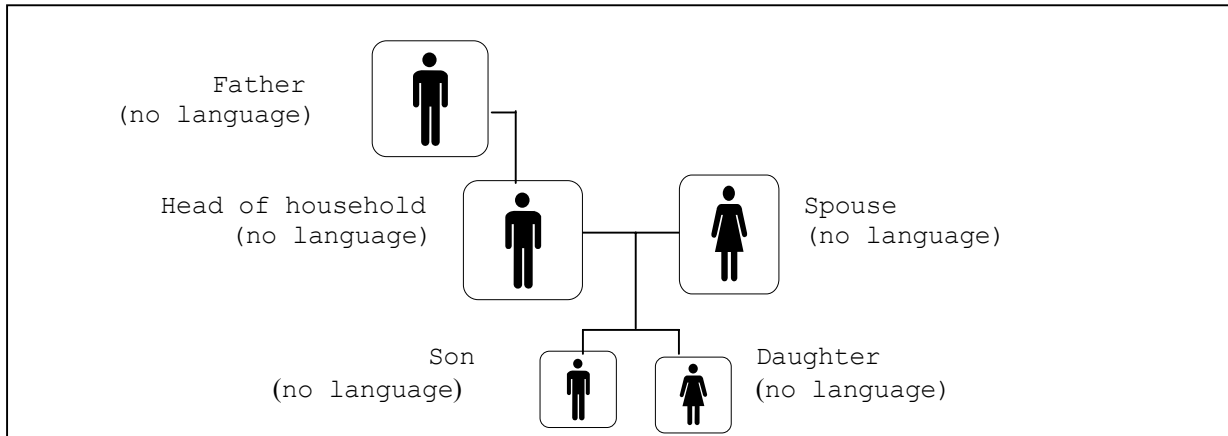 Father
(no language)
Head of household
(no language)
Spouse
(no language)
Son
(no language)
Daughter
(no language)